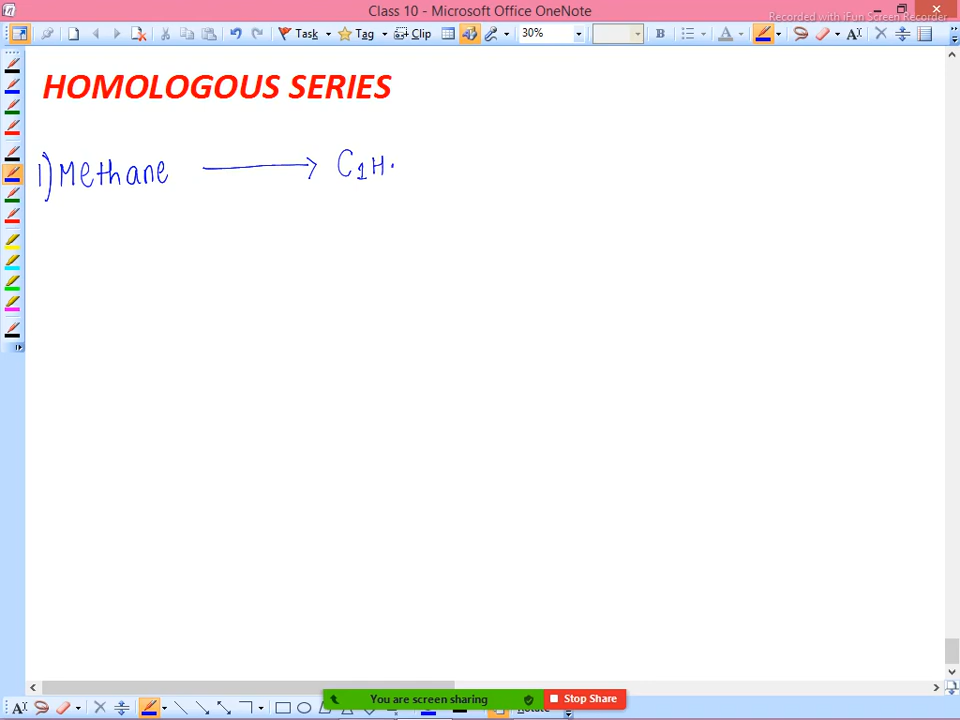 Class 10 - Microsoft Office OneNote
Recorded with iFun Screen Recorder
Task Tag Clip 30% B A
HOMOLOGOUS SERIES
1) Methane → C1H.
You are screen sharing Stop Share